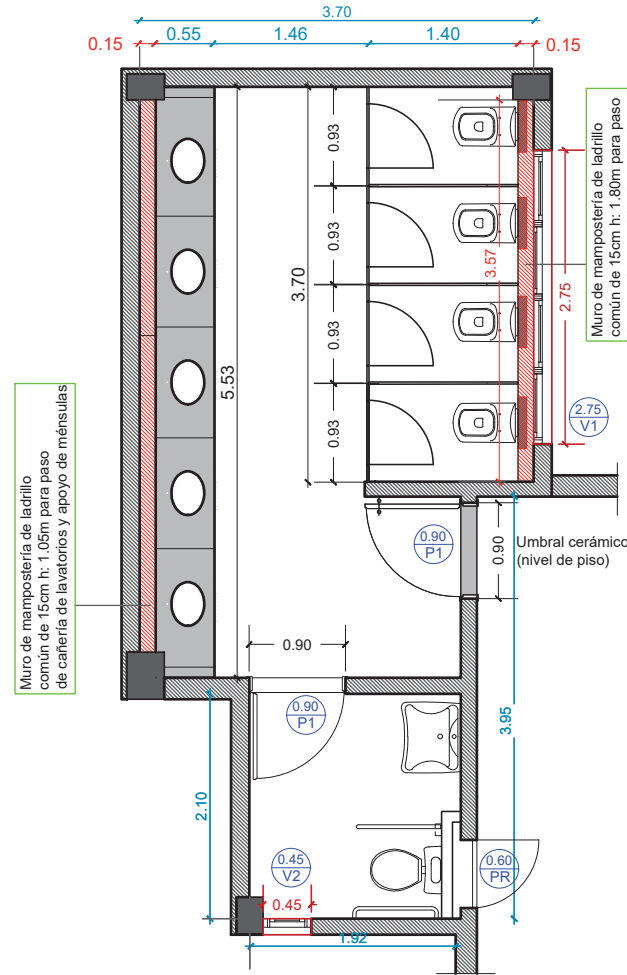 3.70
0.15
0.55
1.46
1.40
0.15
Muro de mampostería de ladrillo
común de 15cm h: 1.80m para paso
0.93
0.93
0.93
0.93
3.70
5.53
3.57
2.75
2.75
V1
Muro de mampostería de ladrillo
común de 15cm h: 1.05m para paso
de cañería de lavatorios y apoyo de ménsulas
0.90
P1
0.90
Umbral cerámico
(nivel de piso)
0.90
0.90
P1
3.95
2.10
0.45
V2
0.45
0.60
PR
1.92